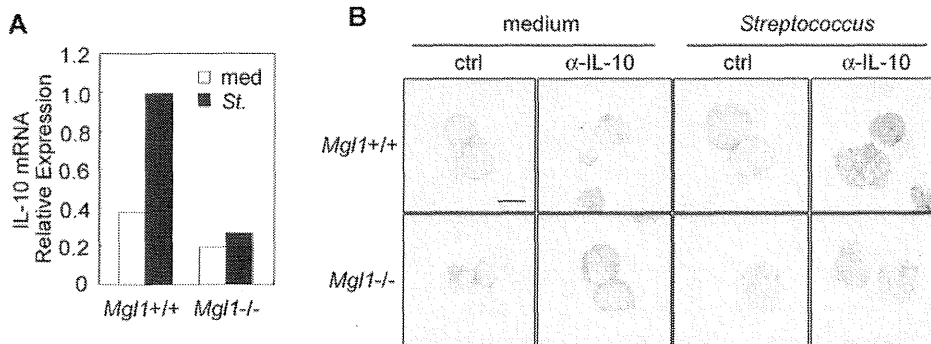 A
IL-10 mRNA
Relative Expression
1.2
1.0
0.8
0.6
0.4
0.2
0
med
St.
Mgl1+/+ Mgl1-/-
B
medium Streptococcus
ctrl α-IL-10 ctrl α-IL-10
Mgl1+/+
Mgl1-/-